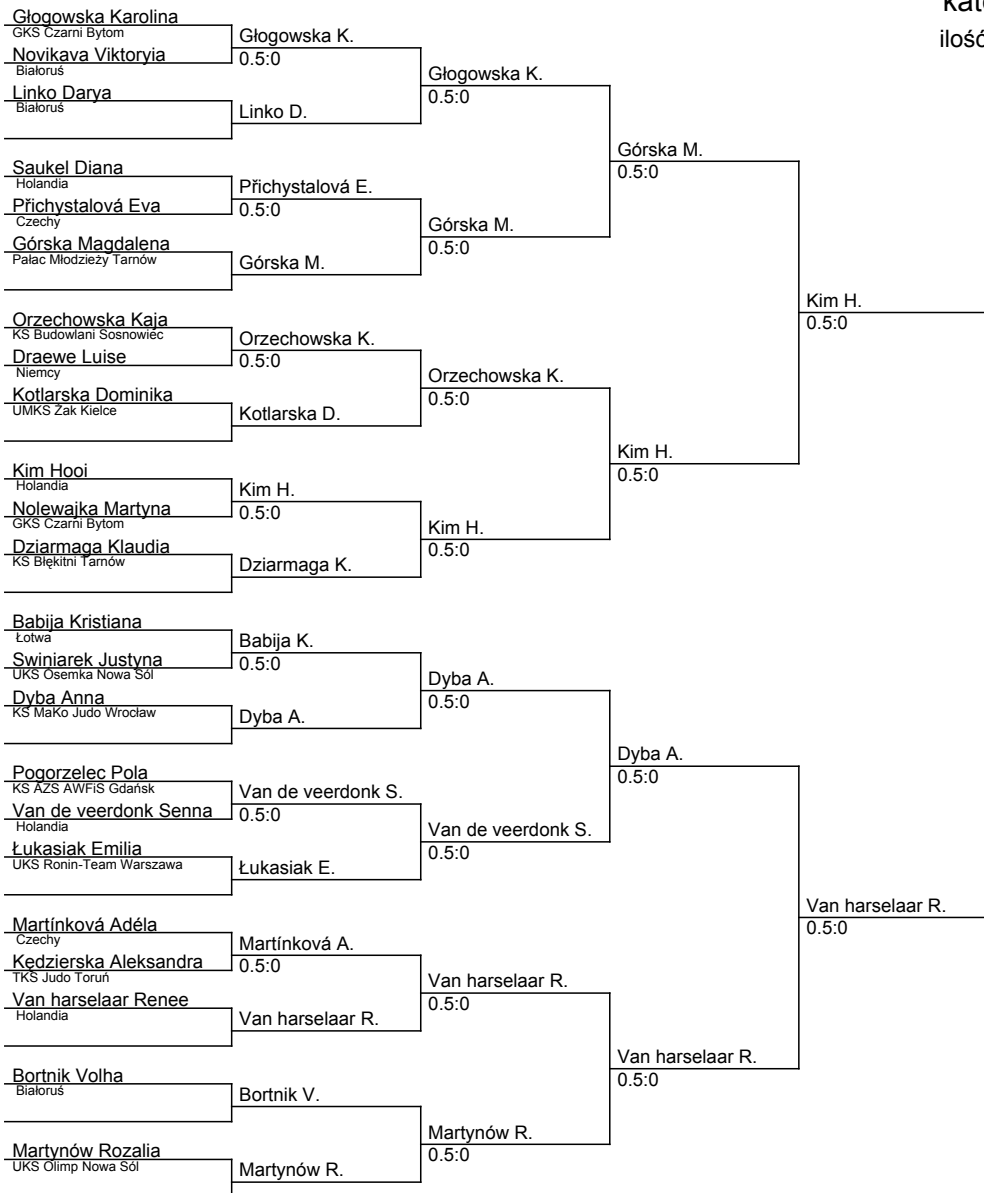 kat
ilość
Głogowska Karolina
GKS Czarni Bytom
Novikava Viktoryia
Białoruś
Linko Darya
Białoruś
Saukel Diana
Holandia
Přichystalová Eva
Czechy
Górska Magdalena
Pałac Młodzieży Tarnów
Orzechowska Kaja
KS Budowlani Sosnowiec
Draewe Luise
Niemcy
Kotlarska Dominika
UMKS Żak Kielce
Kim Hooi
Holandia
Nolewajka Martyna
GKS Czarni Bytom
Dziarmaga Klaudia
KS Błękitni Tarnów
Babija Kristiana
Łotwa
Swiniarek Justyna
UKS Osemka Nowa Sól
Dyba Anna
KS MaKo Judo Wrocław
Pogorzelec Pola
KS AZS AWFiS Gdańsk
Van de veerdonk Senna
Holandia
Łukasiak Emilia
UKS Ronin-Team Warszawa
Martínková Adéla
Czechy
Kędzierska Aleksandra
TKS Judo Toruń
Van harselaar Renee
Holandia
Bortnik Volha
Białoruś
Martynów Rozalia
UKS Olimp Nowa Sól
Głogowska K.
0.5:0
Linko D.
Přichystalová E.
0.5:0
Górska M.
Orzechowska K.
0.5:0
Kotlarska D.
Kim H.
0.5:0
Dziarmaga K.
Babija K.
0.5:0
Dyba A.
Van de veerdonk S.
0.5:0
Łukasiak E.
Martínková A.
0.5:0
Van harselaar R.
Bortnik V.
Martynów R.
Głogowska K.
0.5:0
Górska M.
0.5:0
Orzechowska K.
0.5:0
Kim H.
0.5:0
Dyba A.
0.5:0
Van de veerdonk S.
0.5:0
Van harselaar R.
0.5:0
Martynów R.
0.5:0
Górska M.
0.5:0
Kim H.
0.5:0
Dyba A.
0.5:0
Van harselaar R.
0.5:0
Kim H.
0.5:0
Van harselaar R.
0.5:0